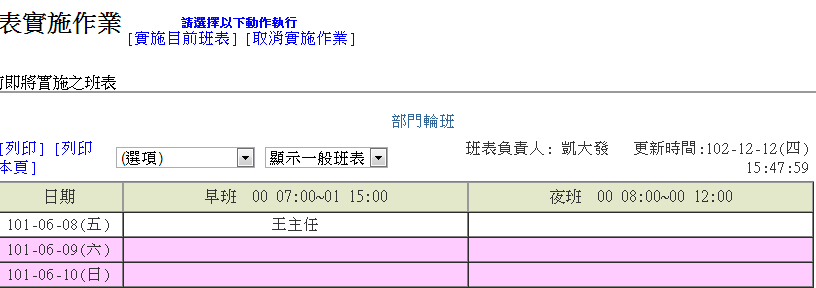 表實施作業
請選擇以下動作執行
[實施目前班表] [取消實施作業]
前即將實施之班表
部門輪班
[列印] [列印本頁]
(選項)
顯示一般班表
班表負責人: 凱大發 更新時間:102-12-12(四)
15:47:59
日期 早班 00 07:00~01 15:00 夜班 00 08:00~00 12:00
101-06-08(五) 王主任
101-06-09(六)
101-06-10(日)